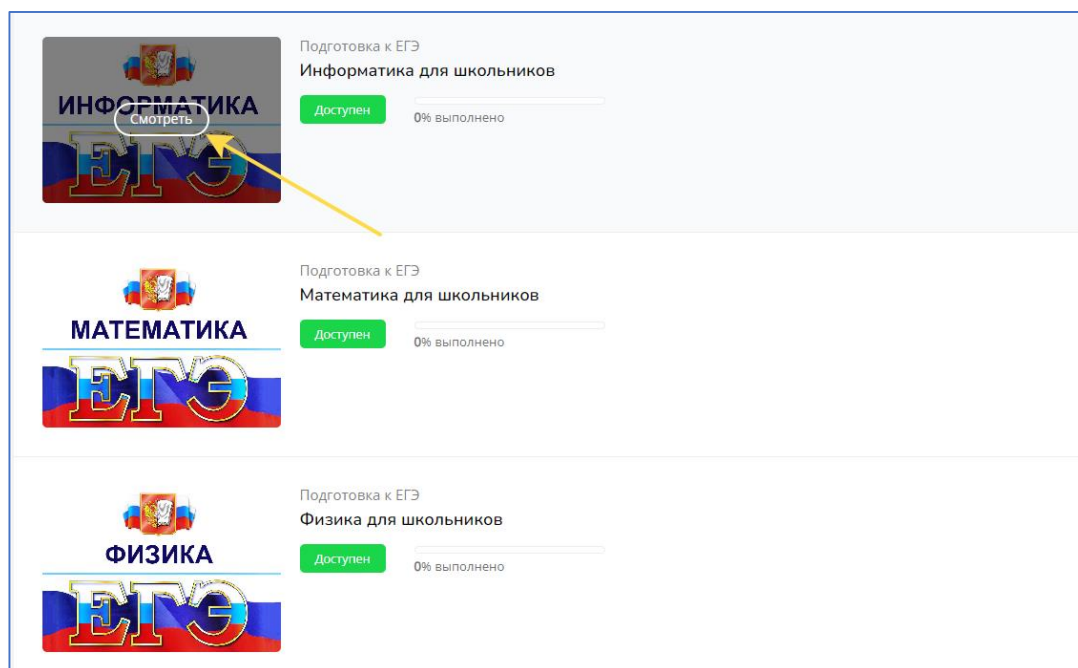 ИНФОРМАТИКА
Смотреть
ЕГЭ
Подготовка к ЕГЭ
Информатика для школьников
Доступен
0% выполнено
МАТЕМАТИКА
ЕГЭ
Подготовка к ЕГЭ
Математика для школьников
Доступен
0% выполнено
ФИЗИКА
ЕГЭ
Подготовка к ЕГЭ
Физика для школьников
Доступен
0% выполнено